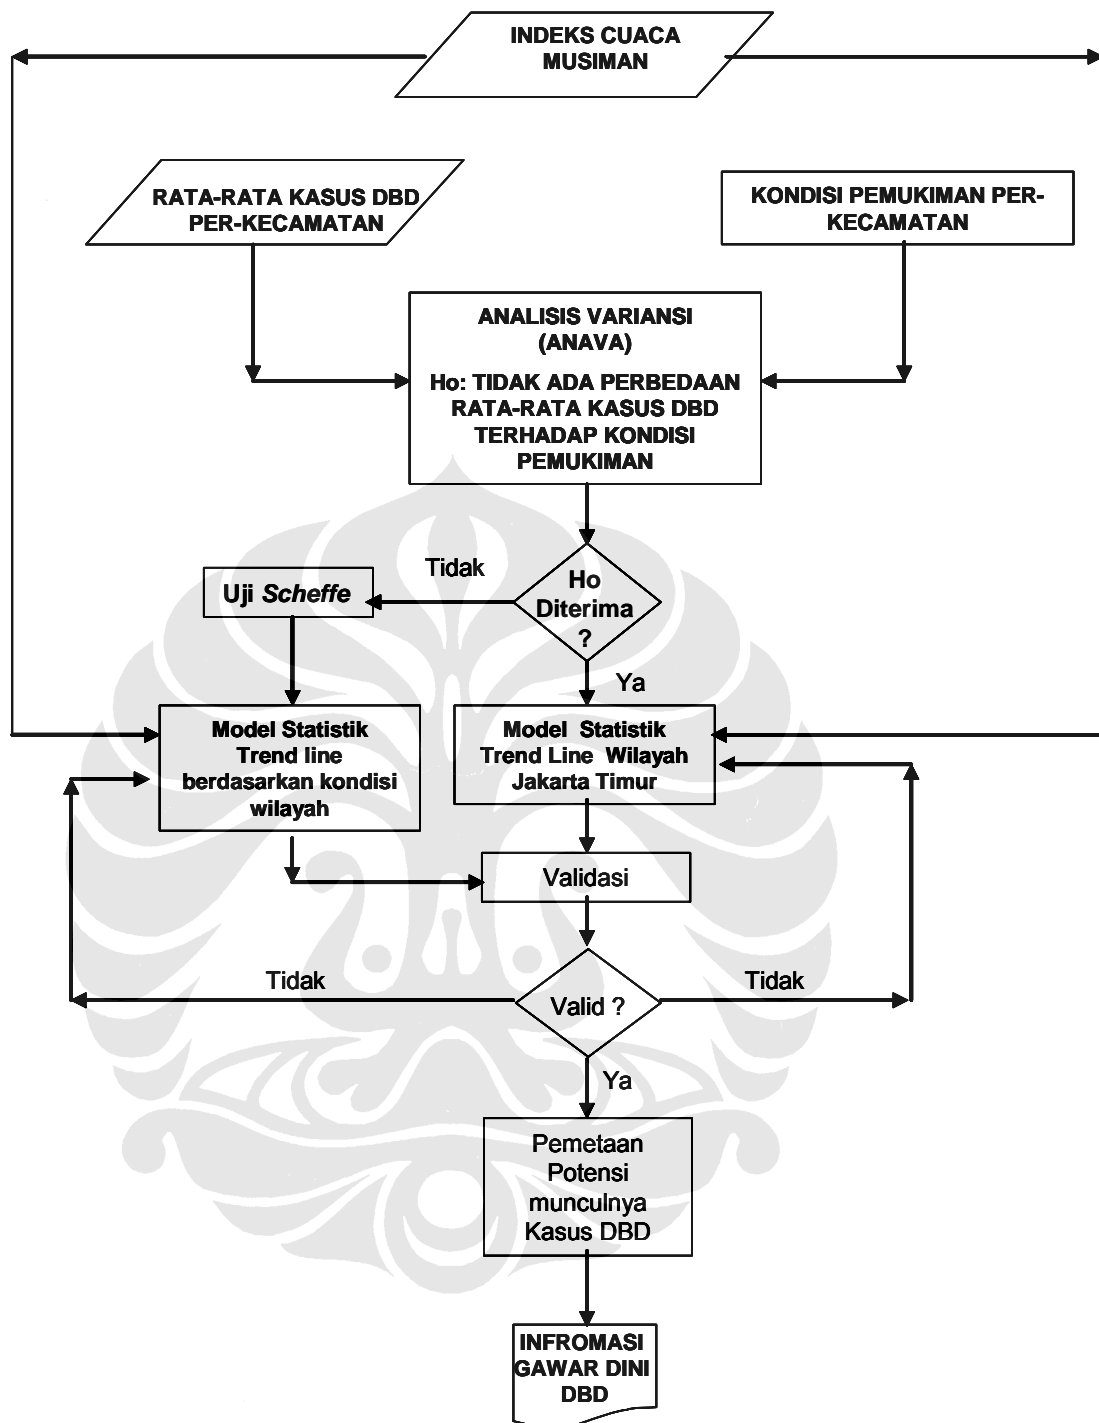 INDEKS CUACA
MUSIMAN
RATA-RATA KASUS DBD
PER-KECAMATAN
KONDISI PEMUKIMAN PER-
KECAMATAN
ANALISIS VARIANSI
(ANAVA)
Ho: TIDAK ADA PERBEDAAN
RATA-RATA KASUS DBD
TERHADAP KONDISI
PEMUKIMAN
Tidak
Uji Scheffe
Ho
Diterima
?
Ya
Model Statistik
Trend line
berdasarkan kondisi
wilayah
Model Statistik
Trend Line Wilayah
Jakarta Timur
Validasi
Tidak
Valid ?
Tidak
Ya
Pemetaan
Potensi
munculnya
Kasus DBD
INFROMASI
GAWAR DINI
DBD